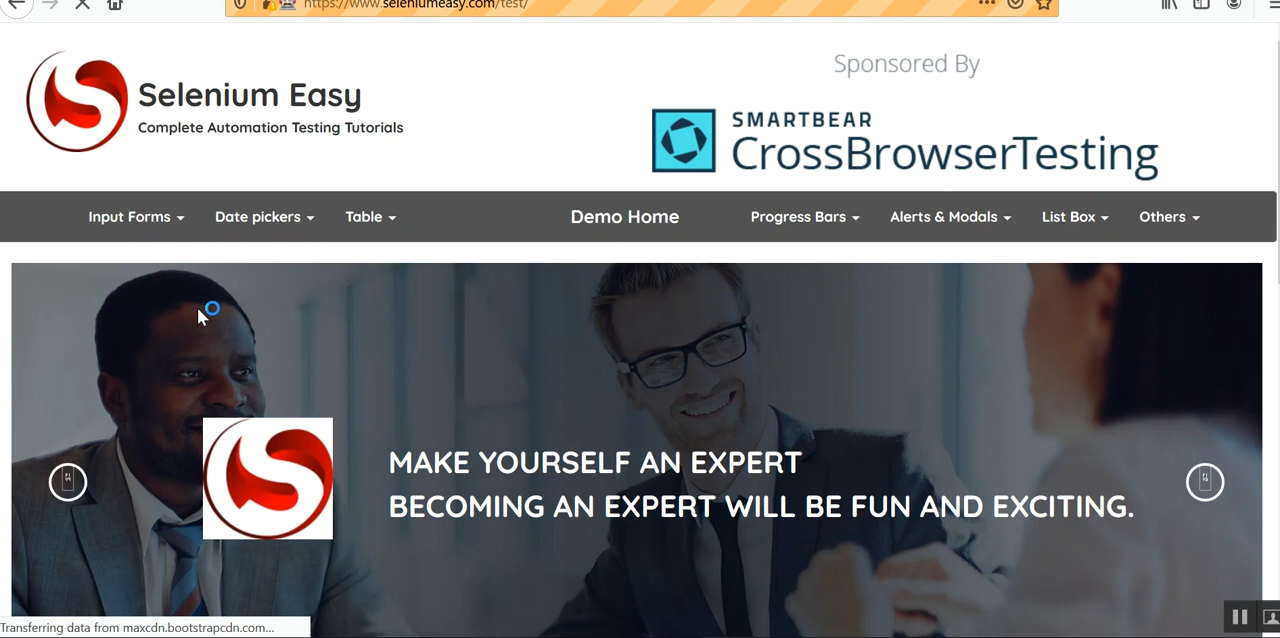 https://www.seleniumeasy.com/test/
Selenium Easy
Complete Automation Testing Tutorials
Sponsored By
SMARTBEAR
CrossBrowserTesting
Input Forms
Date pickers
Table
Demo Home
Progress Bars
Alerts & Modals
List Box
Others
MAKE YOURSELF AN EXPERT
BECOMING AN EXPERT WILL BE FUN AND EXCITING.
Transferring data from maxcdn.bootstrapcdn.com...